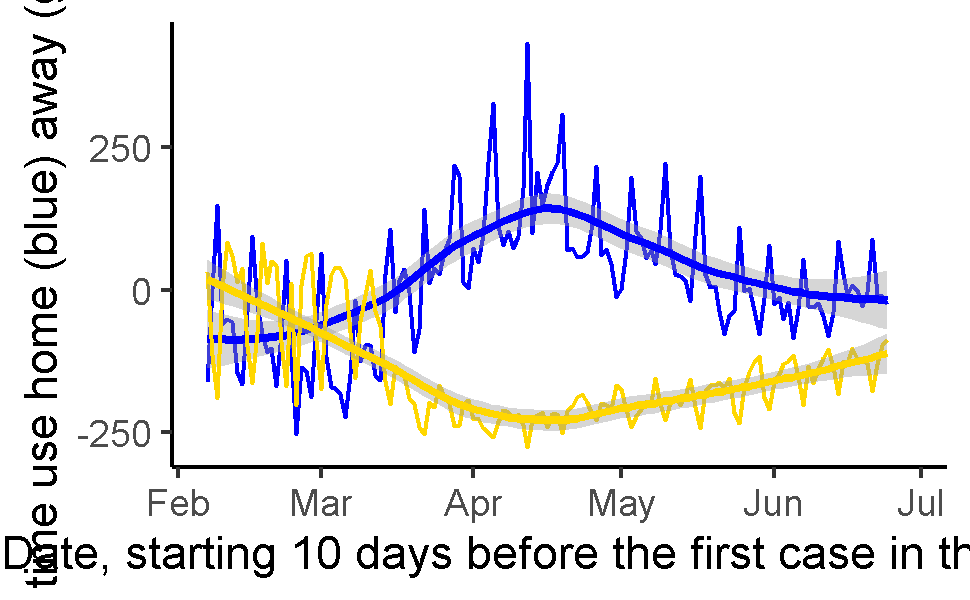 time use home (blue) away (
250
0
-250
Feb Mar Apr May Jun Jul
Date, starting 10 days before the first case in th